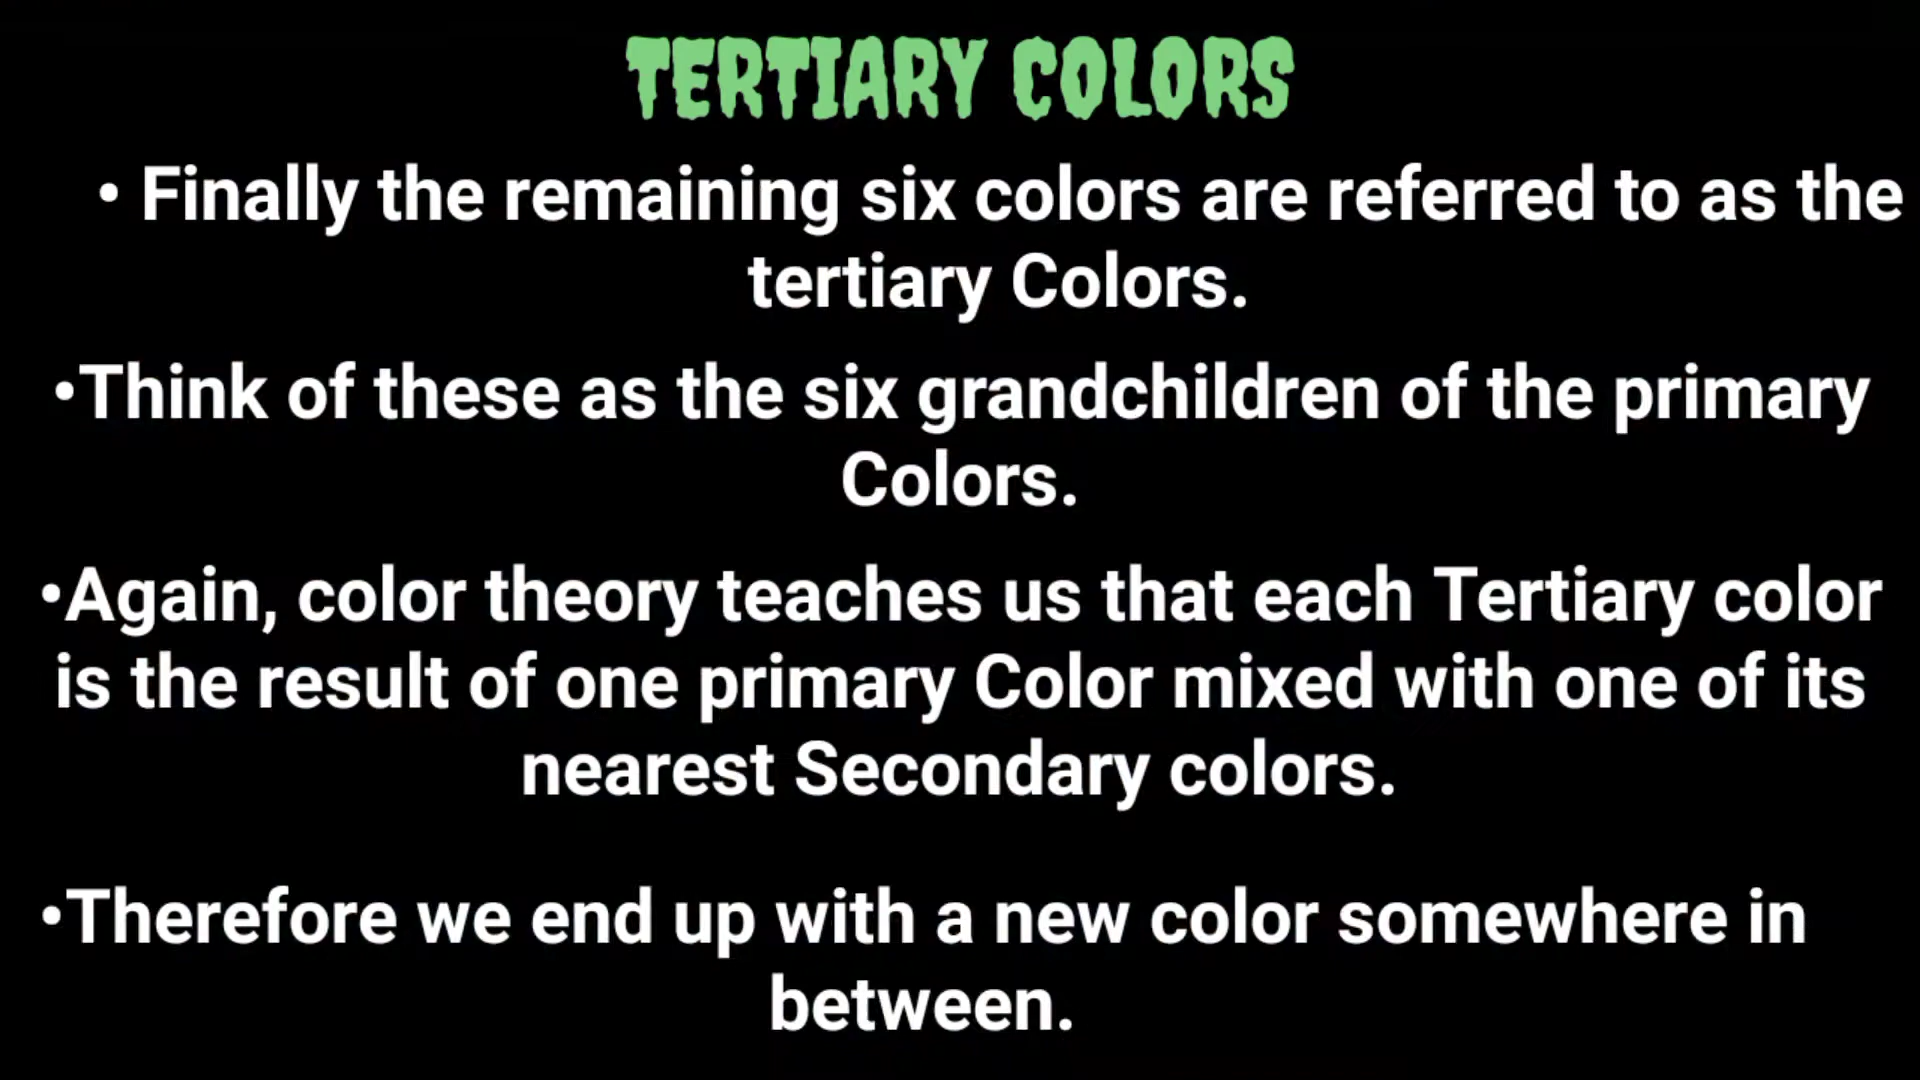 TERTIARY COLORS
• Finally the remaining six colors are referred to as the
tertiary Colors.
•Think of these as the six grandchildren of the primary
Colors.
•Again, color theory teaches us that each Tertiary color
is the result of one primary Color mixed with one of its
nearest Secondary colors.
•Therefore we end up with a new color somewhere in
between.